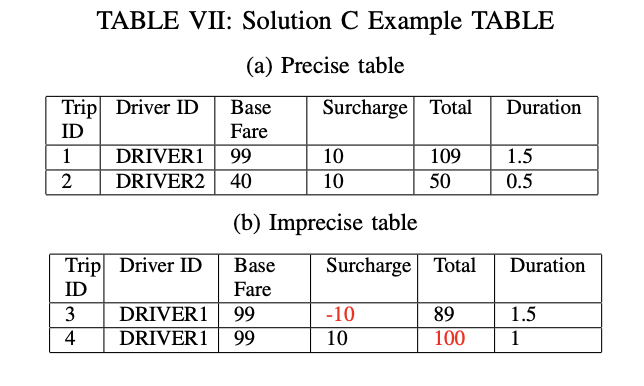 TABLE VII: Solution C Example TABLE
(a) Precise table
Trip Driver ID Base Surcharge Total Duration
ID Fare
1 DRIVER1 99 10 109 1.5
2 DRIVER2 40 10 50 0.5
(b) Imprecise table
Trip Driver ID Base Surcharge Total Duration
ID Fare
3 DRIVER1 99 -10 89 1.5
4 DRIVER1 99 10 100 1